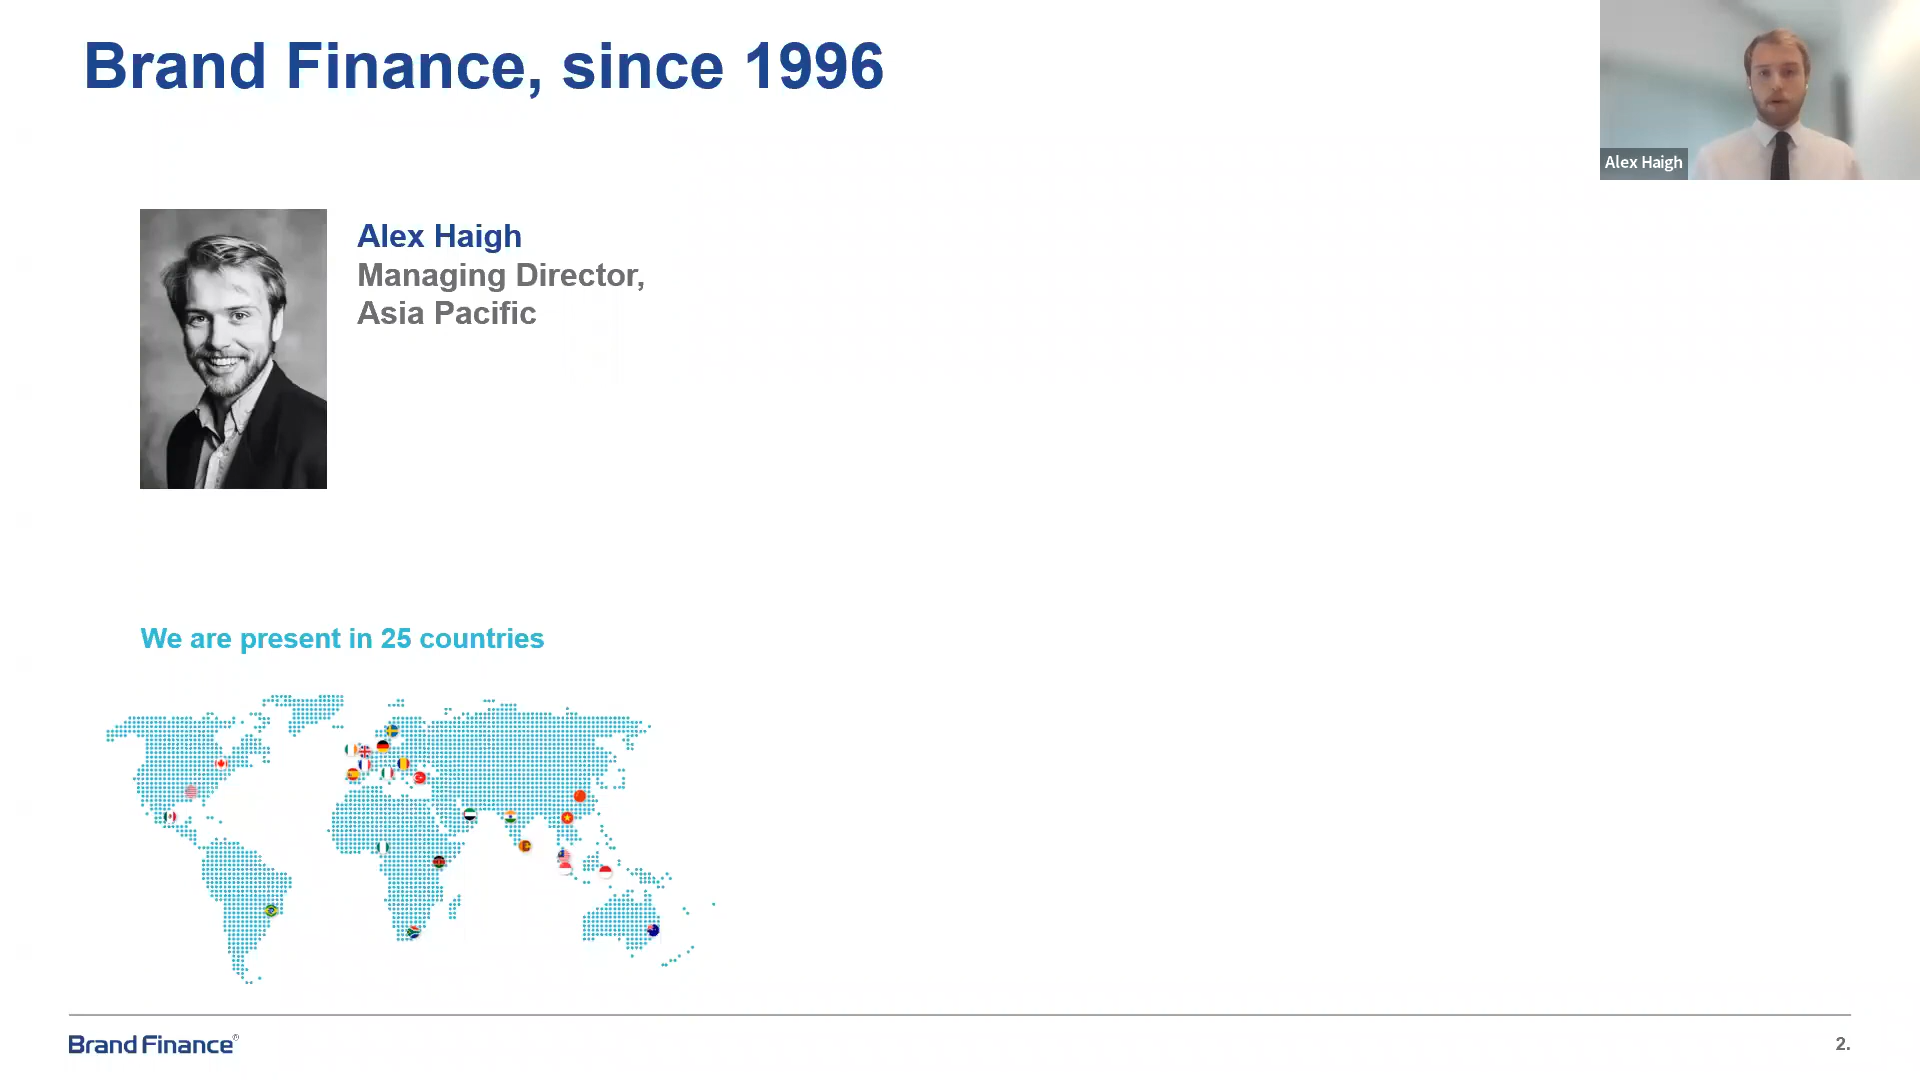 Brand Finance, since 1996
Alex Haigh
Alex Haigh
Managing Director,
Asia Pacific
We are present in 25 countries
Brand Finance®
2.